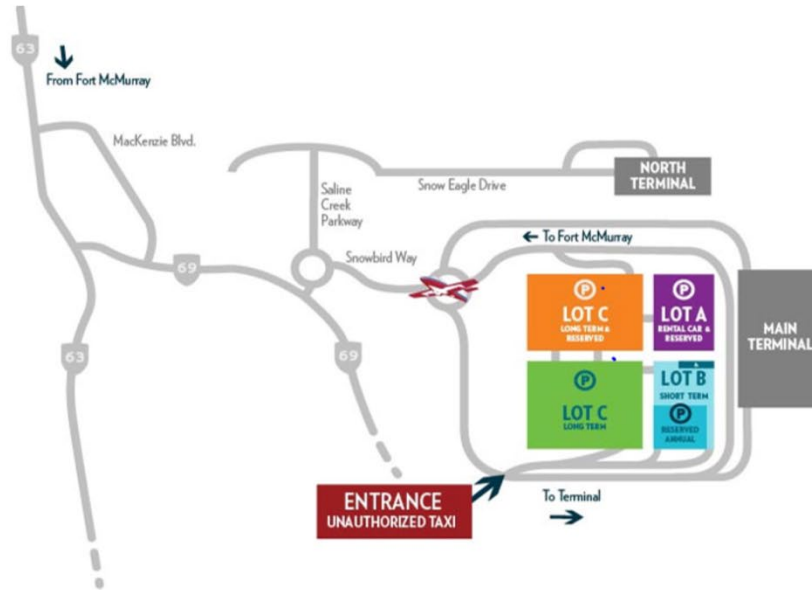 63
From Fort McMurray
MacKenzie Blvd.
Saline
Creek
Parkway
Snow Eagle Drive
NORTH
TERMINAL
Snowbird Way
To Fort McMurray
69
P
LOT C
LONG TERM &
RESERVED
P
LOT A
RENTAL CAR &
RESERVED
MAIN
TERMINAL
63
69
P
LOT C
LONG TERM
LOT B
SHORT TERM
P
RESERVED
ANNUAL
ENTRANCE
UNAUTHORIZED TAXI
To Terminal